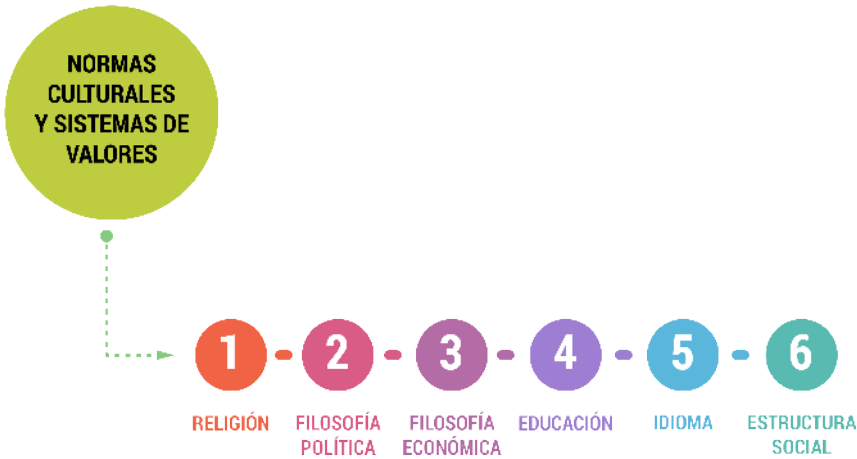 NORMAS
CULTURALES
Y SISTEMAS DE
VALORES
1
2
3
4
5
6
RELIGIÓN
FILOSOFÍA
POLÍTICA
FILOSOFÍA
ECONÓMICA
EDUCACIÓN
IDIOMA
ESTRUCTURA
SOCIAL